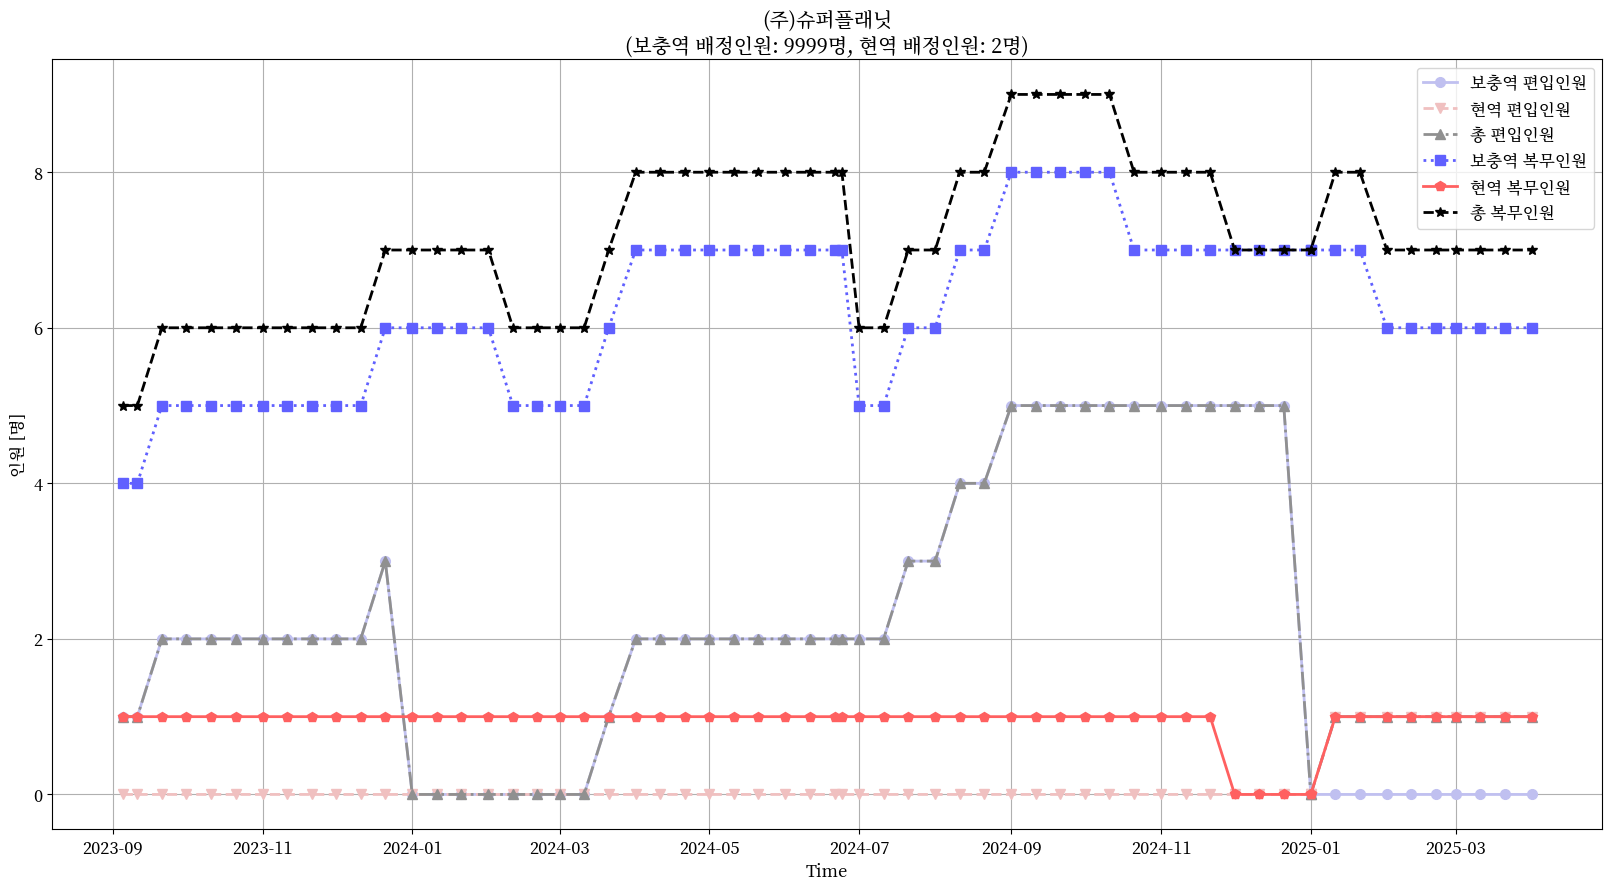 (주)슈퍼플래닛
(보충역 배정인원: 9999명, 현역 배정인원: 2명)
보충역 편입인원
현역 편입인원
총 편입인원
보충역 복무인원
현역 복무인원
총 복무인원
인원 [명]
8
6
4
2
0
2023-09 2023-11 2024-01 2024-03 2024-05 2024-07 2024-09 2024-11 2025-01 2025-03
Time